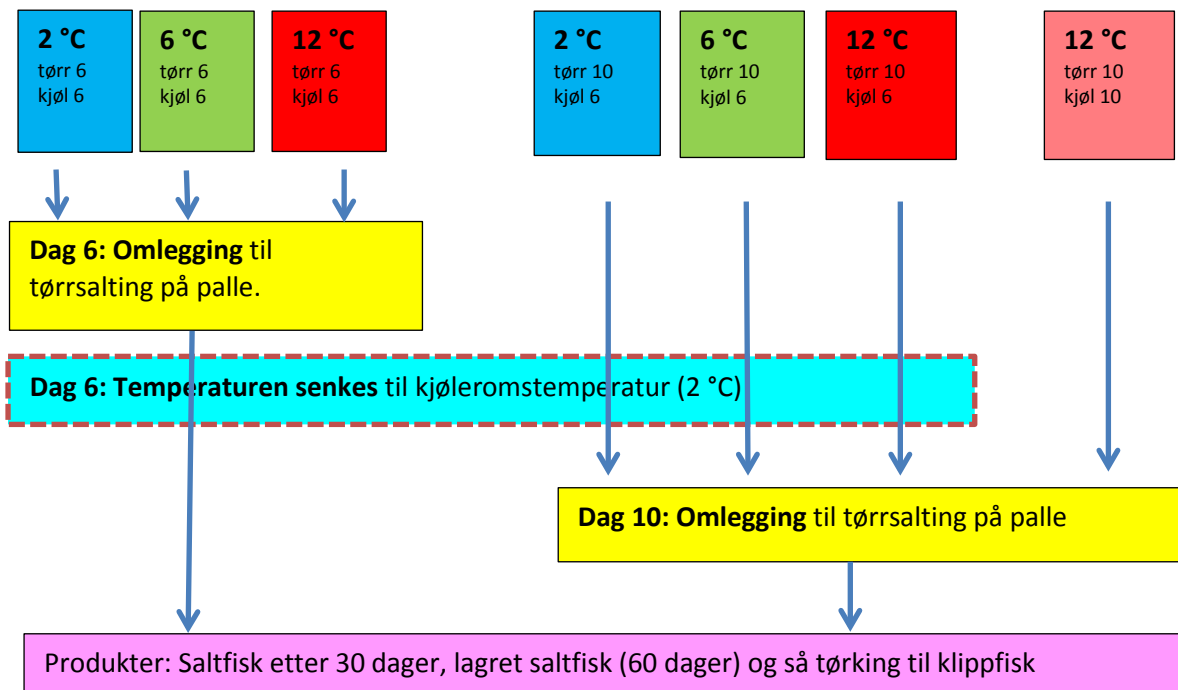 2 °C
tørr 6
kjøl 6
6 °C
tørr 6
kjøl 6
12 °C
tørr 6
kjøl 6
2 °C
tørr 10
kjøl 6
6 °C
tørr 10
kjøl 6
12 °C
tørr 10
kjøl 6
12 °C
tørr 10
kjøl 10
Dag 6: Omlegging til
tørrsalting på palle.
Dag 6: Temperaturen senkes til kjøleromstemperatur (2 °C)
Dag 10: Omlegging til tørrsalting på palle
Produkter: Saltfisk etter 30 dager, lagret saltfisk (60 dager) og så tørking til klippfisk